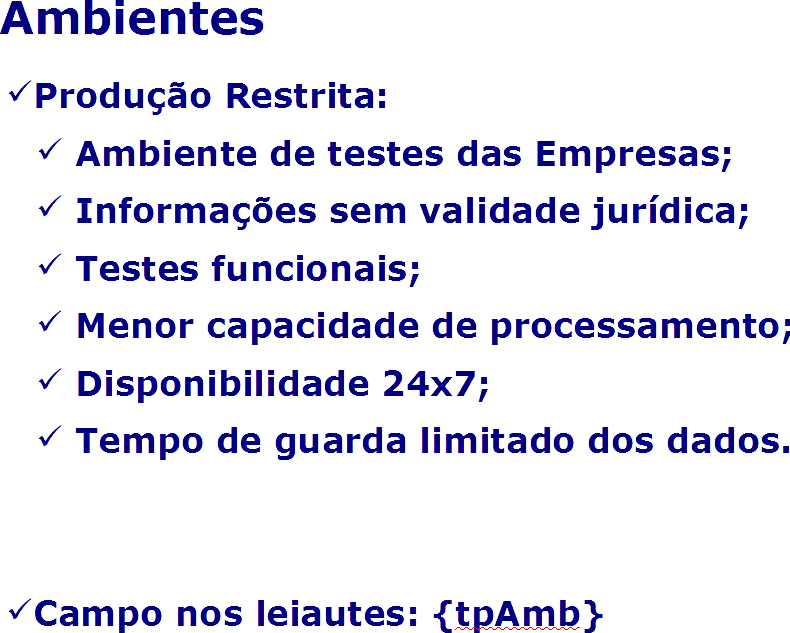 Ambientes
✓Produção Restrita:
✓ Ambiente de testes das Empresas;
✓ Informações sem validade jurídica;
✓ Testes funcionais;
✓ Menor capacidade de processamento;
✓ Disponibilidade 24x7;
✓ Tempo de guarda limitado dos dados.
✓Campo nos leiautes: {tpAmb}